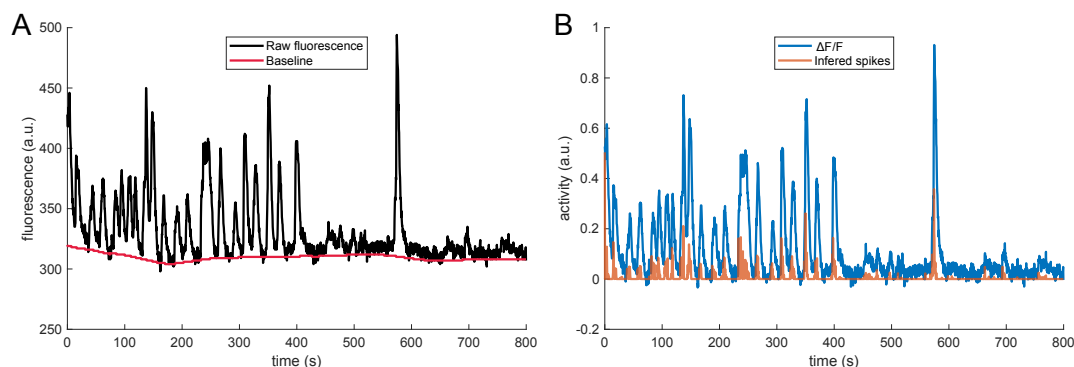 A
500
450
400
350
300
250
fluorescence (a.u.)
Raw fluorescence
Baseline
0 100 200 300 400 500 600 700 800
time (s)
B
1
0.8
0.6
0.4
0.2
0
-0.2
activity (a.u.)
ΔF/F
Infered spikes
0 100 200 300 400 500 600 700 800
time (s)